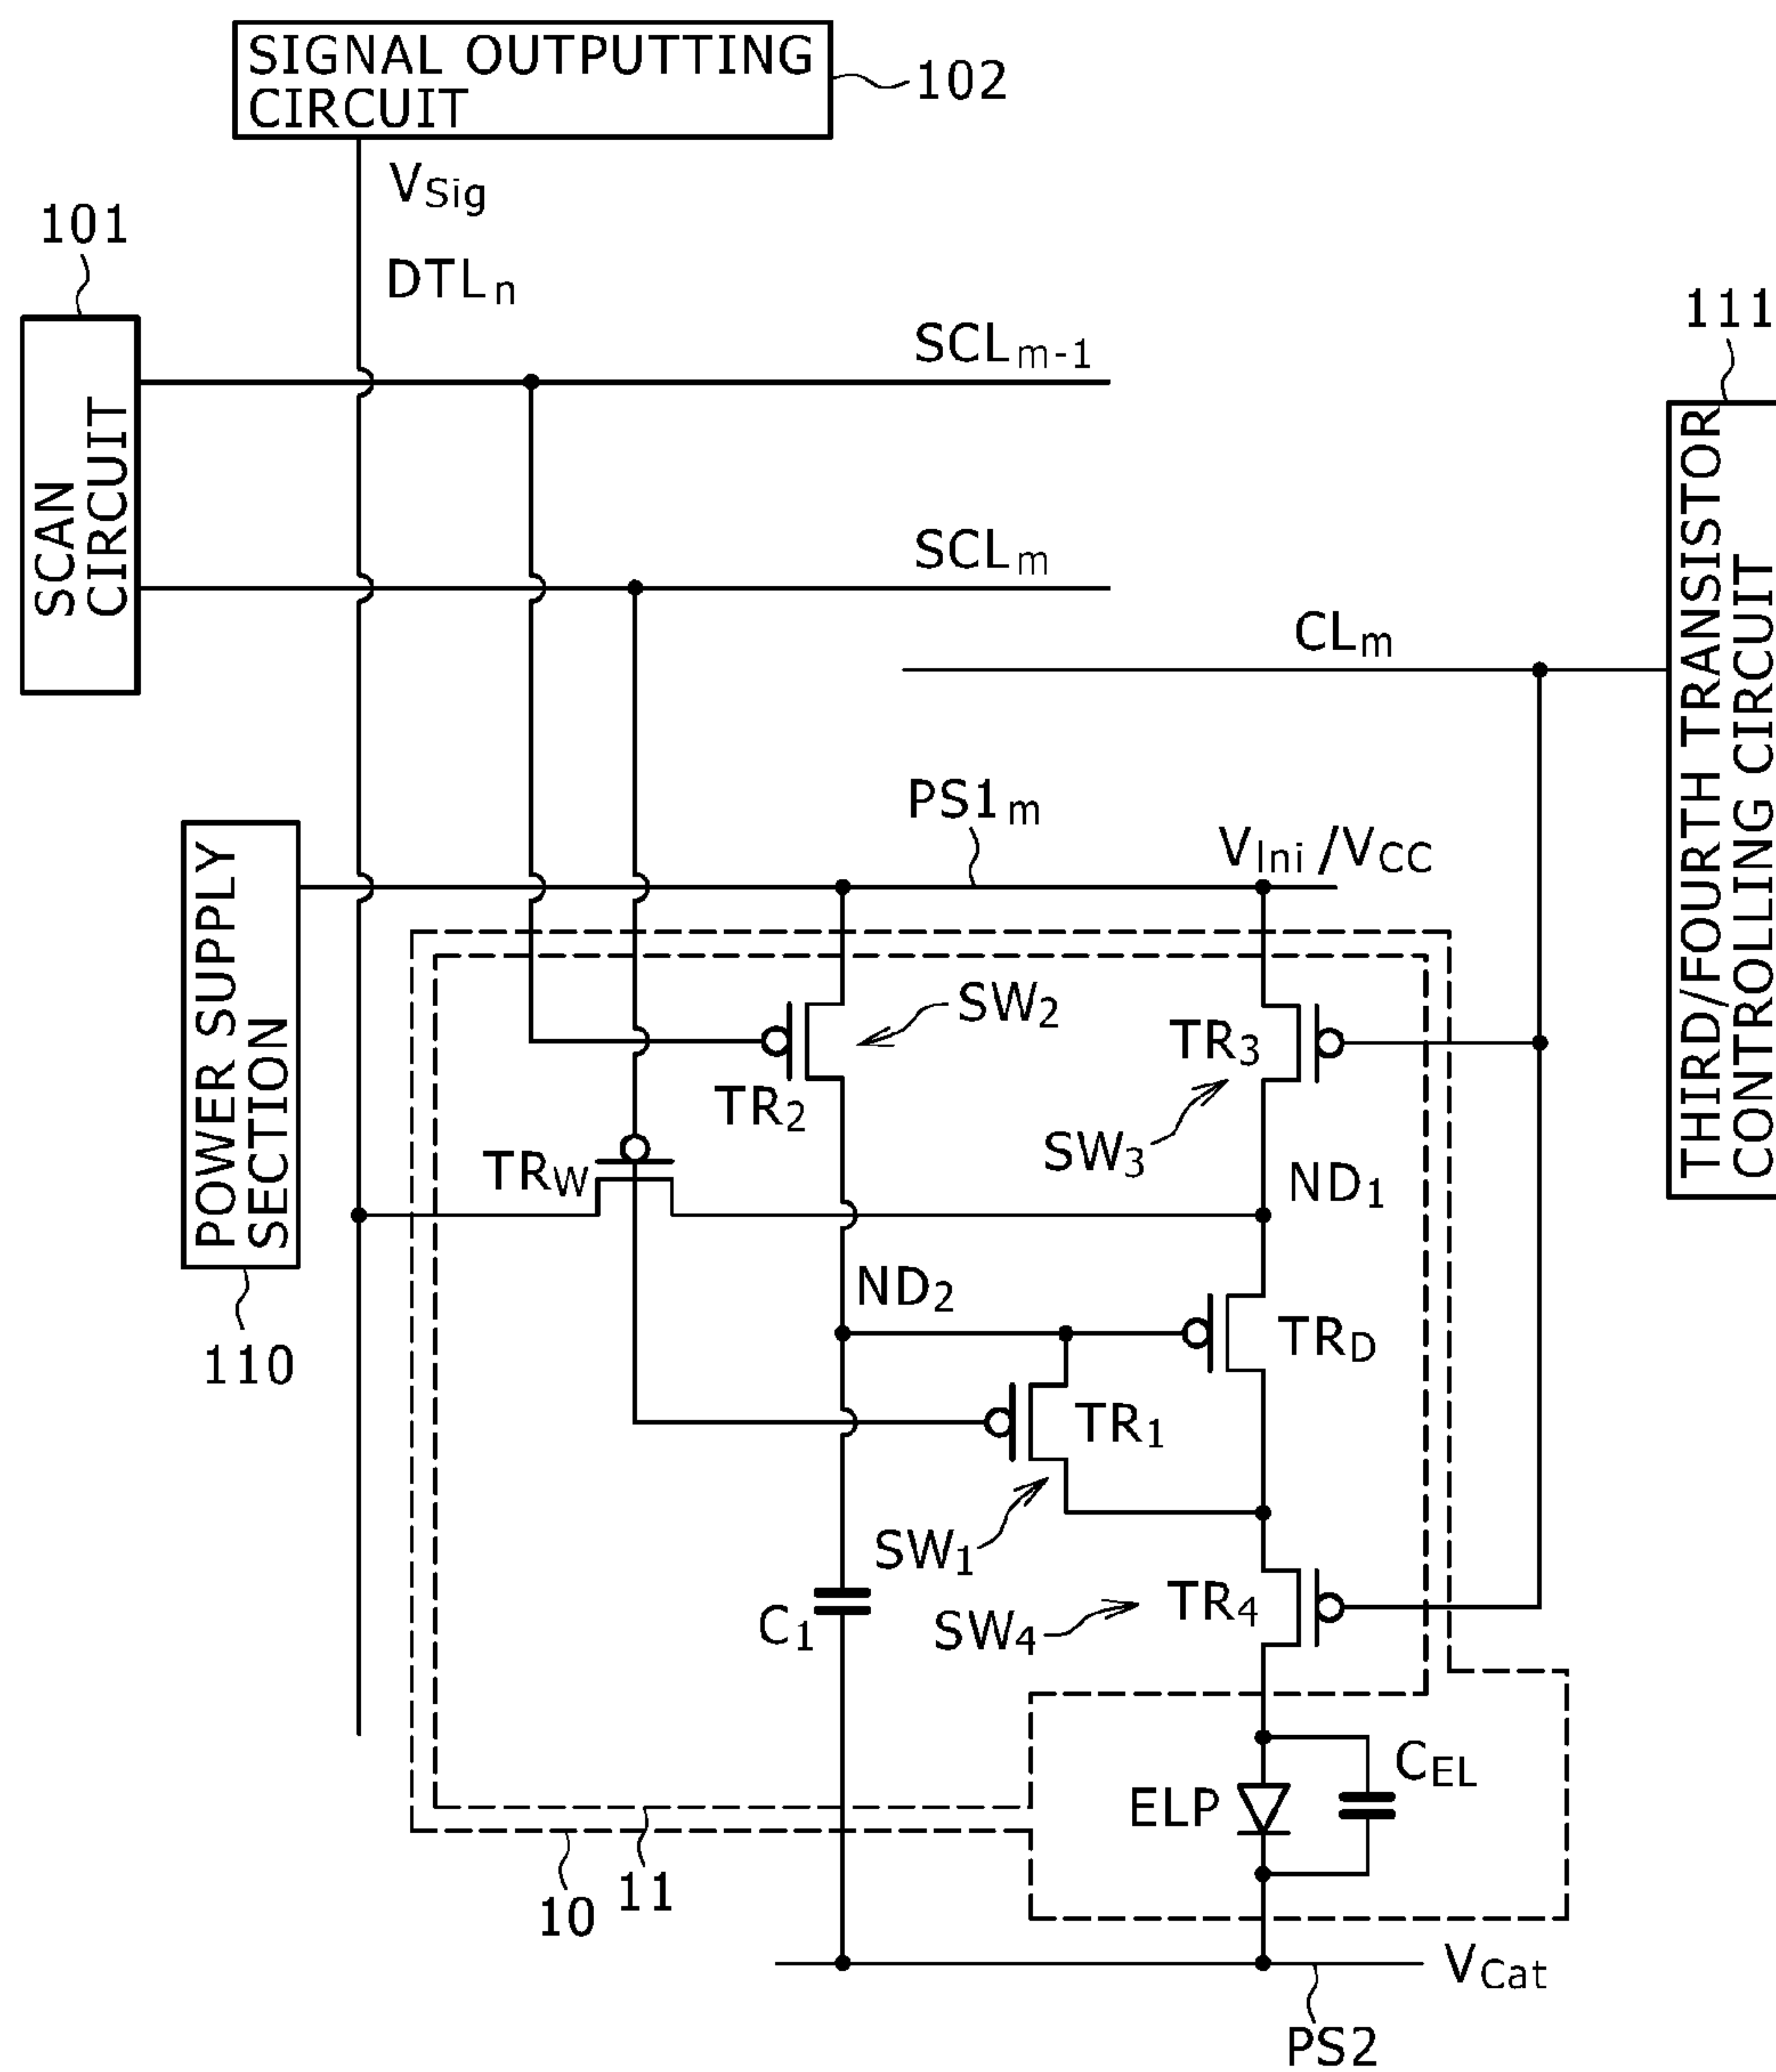 SIGNAL OUTPUTTING
CIRCUIT
102
VSig
DTLn
101
SCAN
CIRCUIT
SCLm-1
SCLm
CLm
111
THIRD/FOURTH TRANSISTOR
CONTROLLING CIRCUIT
PS1m
VIni /VCC
POWER SUPPLY
SECTION
110
SW2
TR2
TR3
SW3
TRW
ND1
ND2
TRD
TR1
SW1
TR4
SW4
C1
CEL
ELP
11
10
VCat
PS2